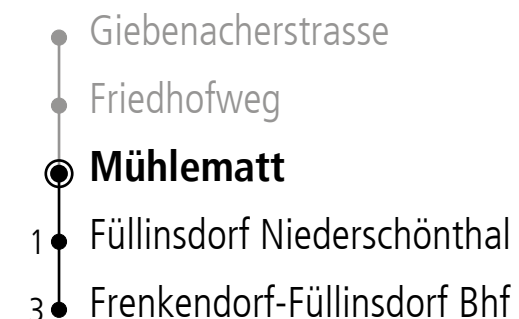 Giebenacherstrasse
Friedhofweg
Mühlematt
1 Füllinsdorf Niederschönthal
3 Frenkendorf-Füllinsdorf Bhf